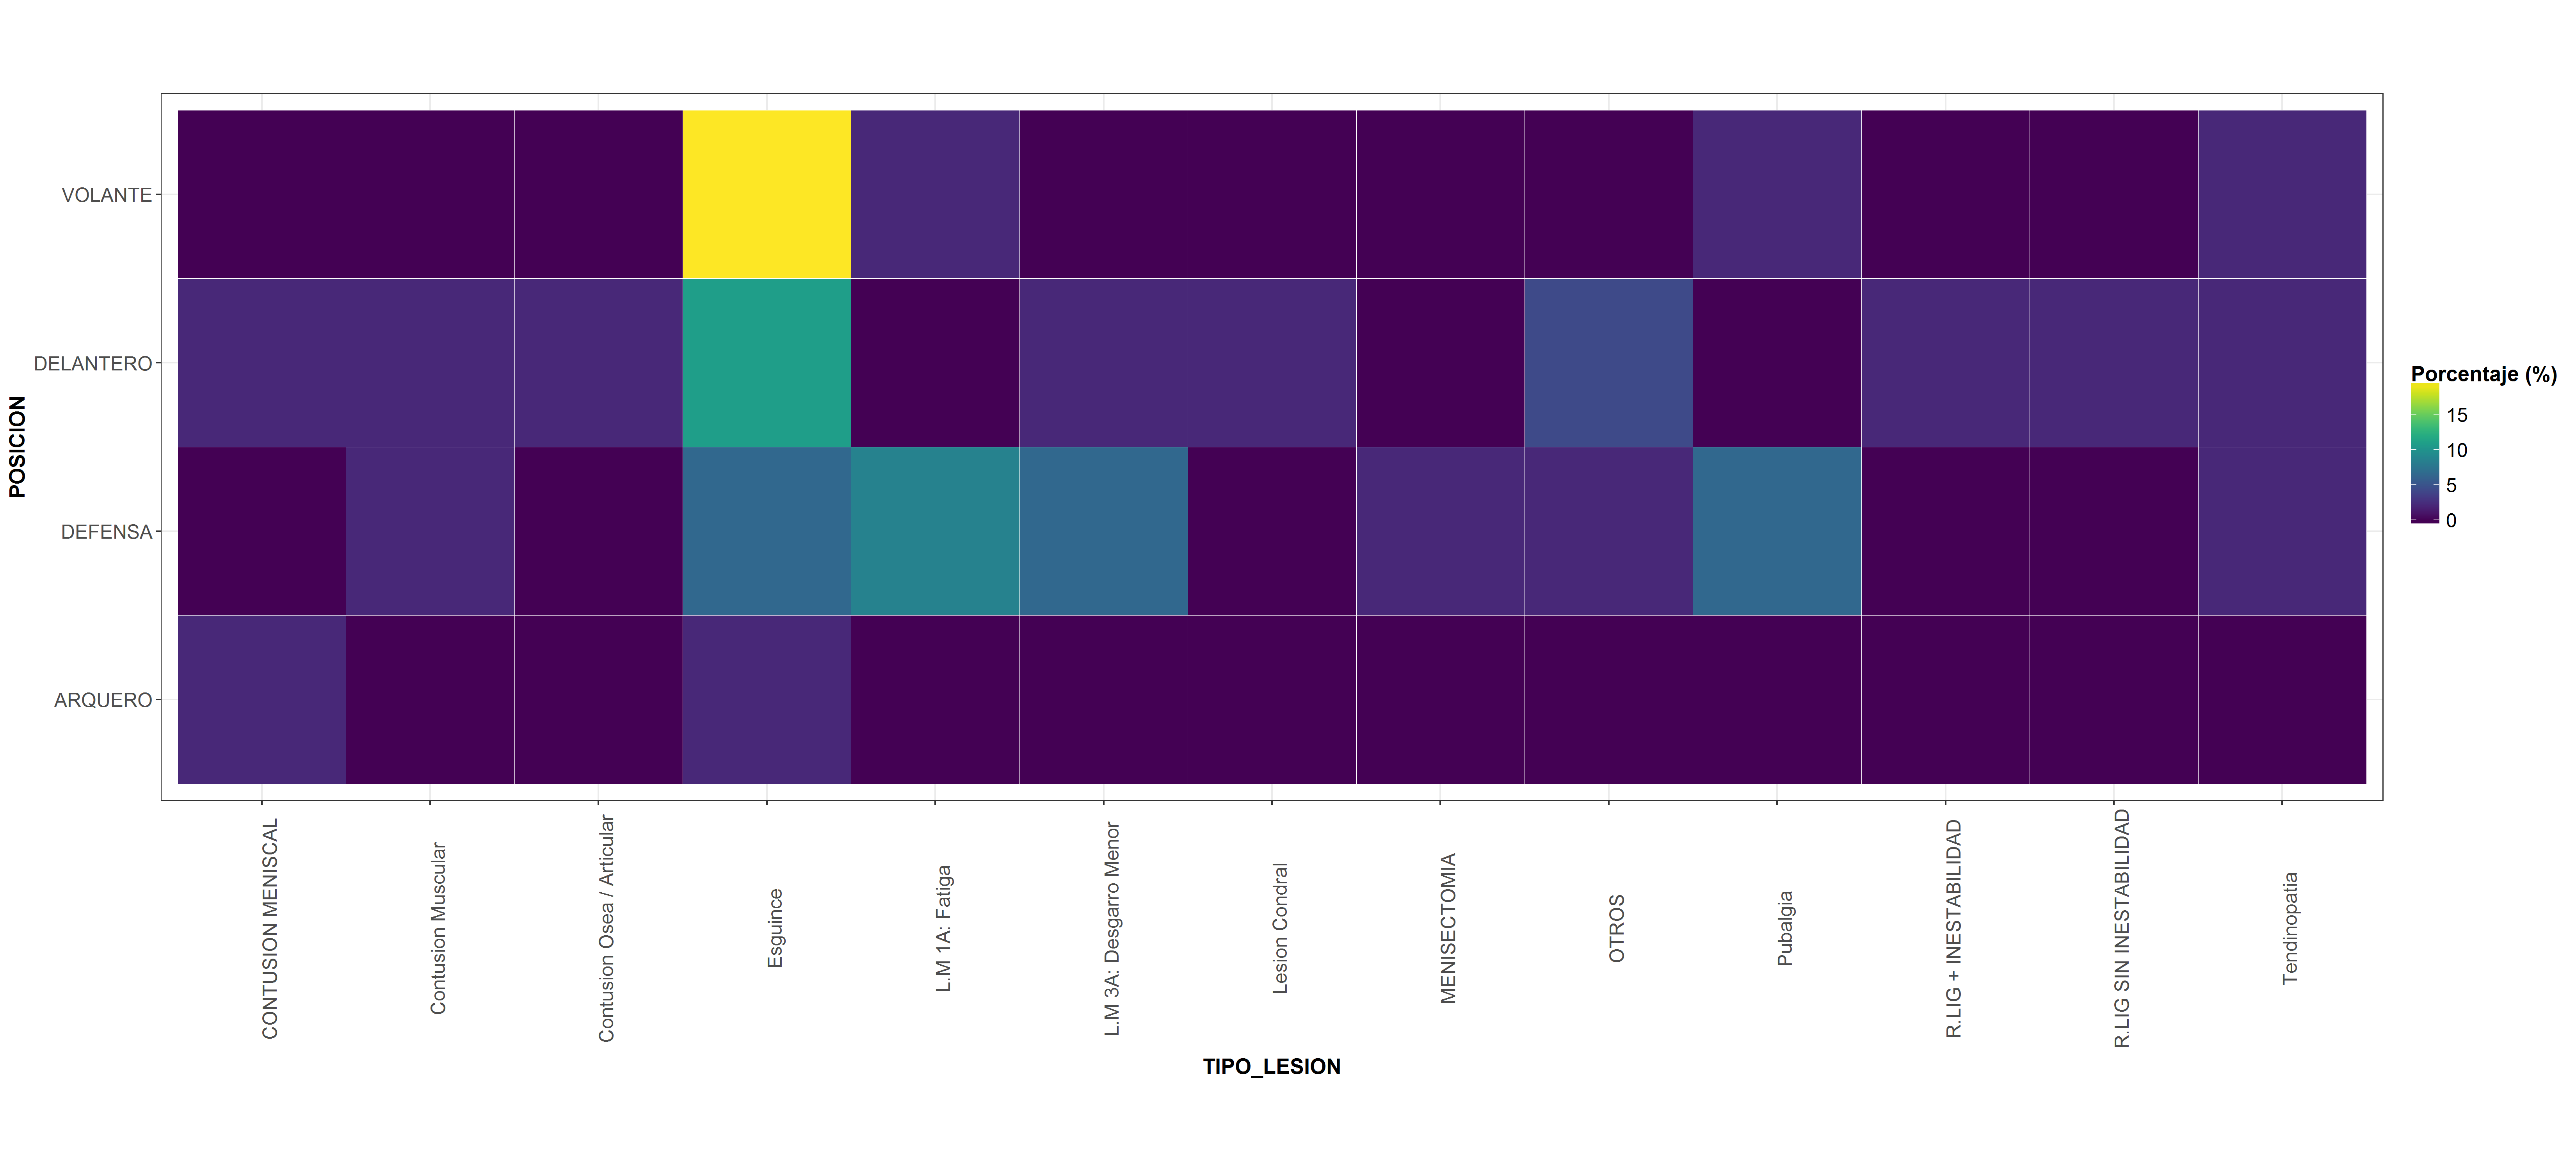 POSICION
VOLANTE
DELANTERO
DEFENSA
ARQUERO
CONTUSION MENISCAL
Contusion Muscular
Contusion Osea / Articular
Esguince
L.M 1A: Fatiga
L.M 3A: Desgarro Menor
Lesion Condral
MENISECTOMIA
OTROS
Pubalgia
R.LIG + INESTABILIDAD
R.LIG SIN INESTABILIDAD
Tendinopatia
TIPO_LESION
Porcentaje (%)
15
10
5
0